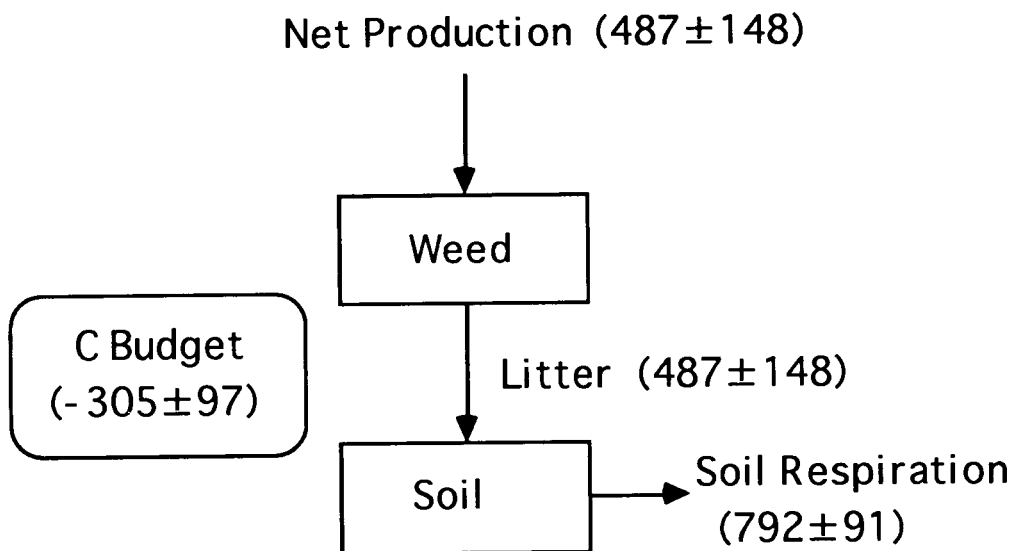 Net Production (487±148)
Weed
C Budget
(-305±97)
Litter (487±148)
Soil
Soil Respiration
(792±91)